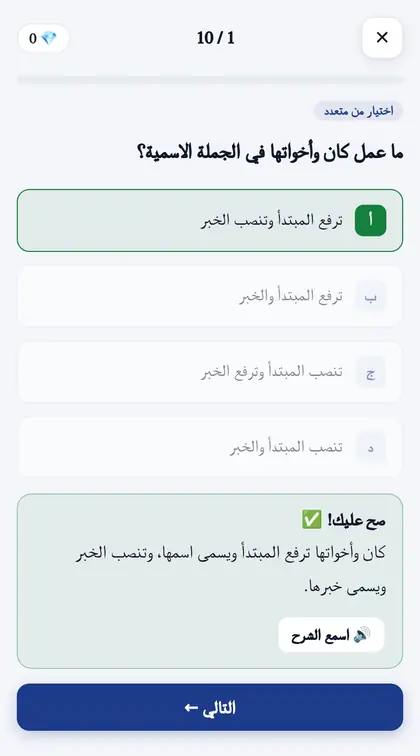 ✕
10 / 1
0 💎
اختيار من متعدد
ما عمل كان وأخواتها في الجملة الاسمية؟
أ ترفع المبتدأ وتنصب الخبر
ب ترفع المبتدأ والخبر
ج تنصب المبتدأ وترفع الخبر
د تنصب المبتدأ والخبر
صح عليك! ✅
كان وأخواتها ترفع المبتدأ ويسمى اسمها، وتنصب الخبر
ويسمى خبرها.
🔊 اسمع الشرح
التالي ←